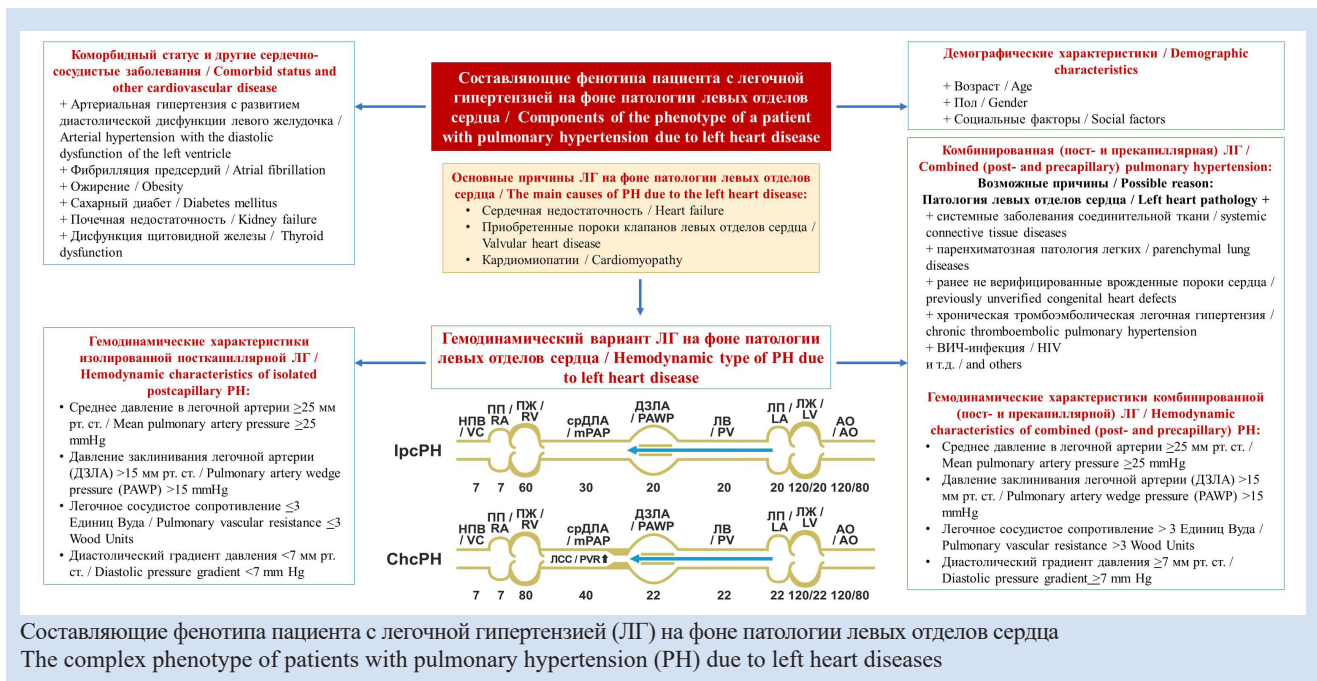 Коморбидный статус и другие сердечно-
сосудистые заболевания / Comorbid status and
other cardiovascular disease
+ Артериальная гипертензия с развитием
диастолической дисфункции левого желудочка /
Arterial hypertension with the diastolic
dysfunction of the left ventricle
+ Фибрилляция предсердий / Atrial fibrillation
+ Ожирение / Obesity
+ Сахарный диабет / Diabetes mellitus
+ Почечная недостаточность / Kidney failure
+ Дисфункция щитовидной железы / Thyroid
dysfunction
Составляющие фенотипа пациента с легочной
гипертензией на фоне патологии левых отделов
сердца / Components of the phenotype of a patient
with pulmonary hypertension due to left heart disease
Основные причины ЛГ на фоне патологии левых отделов
сердца / The main causes of PH due to the left heart disease:
• Сердечная недостаточность / Heart failure
• Приобретенные пороки клапанов левых отделов сердца /
Valvular heart disease
• Кардиомиопатии / Cardiomyopathy
Демографические характеристики / Demographic
characteristics
+ Возраст / Age
+ Пол / Gender
+ Социальные факторы / Social factors
Комбинированная (пост- и прекапиллярная) ЛГ /
Combined (post- and precapillary) pulmonary hypertension:
Возможные причины / Possible reason:
Патология левых отделов сердца / Left heart pathology +
+ системные заболевания соединительной ткани / systemic
connective tissue diseases
+ паренхиматозная патология легких / parenchymal lung
diseases
+ ранее не верифицированные врожденные пороки сердца /
previously unverified congenital heart defects
+ хроническая тромбоэмболическая легочная гипертензия /
chronic thromboembolic pulmonary hypertension
+ ВИЧ-инфекция / HIV
и т.д. / and others
Гемодинамические характеристики комбинированной
(пост- и прекапиллярной) ЛГ / Hemodynamic
characteristics of combined (post- and precapillary) PH:
• Среднее давление в легочной артерии ≥25 мм рт. ст. /
Mean pulmonary artery pressure ≥25 mmHg
• Давление заклинивания легочной артерии (ДЗЛА) >15
мм рт. ст. / Pulmonary artery wedge pressure (PAWP) >15
mmHg
• Легочное сосудистое сопротивление > 3 Единиц Вуда /
Pulmonary vascular resistance >3 Wood Units
• Диастолический градиент давления ≥7 мм рт. ст. /
Diastolic pressure gradient ≥7 mm Hg
Гемодинамические характеристики
изолированной посткапиллярной ЛГ /
Hemodynamic characteristics of isolated
postcapillary PH:
• Среднее давление в легочной артерии ≥25 мм
рт. ст. / Mean pulmonary artery pressure ≥25
mmHg
• Давление заклинивания легочной артерии
(ДЗЛА) >15 мм рт. ст. / Pulmonary artery wedge
pressure (PAWP) >15 mmHg
• Легочное сосудистое сопротивление ≤3
Единиц Вуда / Pulmonary vascular resistance ≤3
Wood Units
• Диастолический градиент давления <7 мм рт.
ст. / Diastolic pressure gradient <7 mm Hg
Гемодинамический вариант ЛГ на фоне патологии
левых отделов сердца / Hemodynamic type of PH due
to left heart disease
НПВ / VC ПП / RA ПЖ / RV срДЛА / mPAP ДЗЛА / PAWP ЛВ / PV ЛП / LA ЛЖ / LV АО / AO
IpcPH
7 7 60 30 20 20 20 120/20 120/80
НПВ / VC ПП / RA ПЖ / RV срДЛА / mPAP ДЗЛА / PAWP ЛВ / PV ЛП / LA ЛЖ / LV АО / AO
ChcPH ЛСС / PVR⬆
7 7 80 40 22 22 22 120/22 120/80
Составляющие фенотипа пациента с легочной гипертензией (ЛГ) на фоне патологии левых отделов сердца
The complex phenotype of patients with pulmonary hypertension (PH) due to left heart diseases